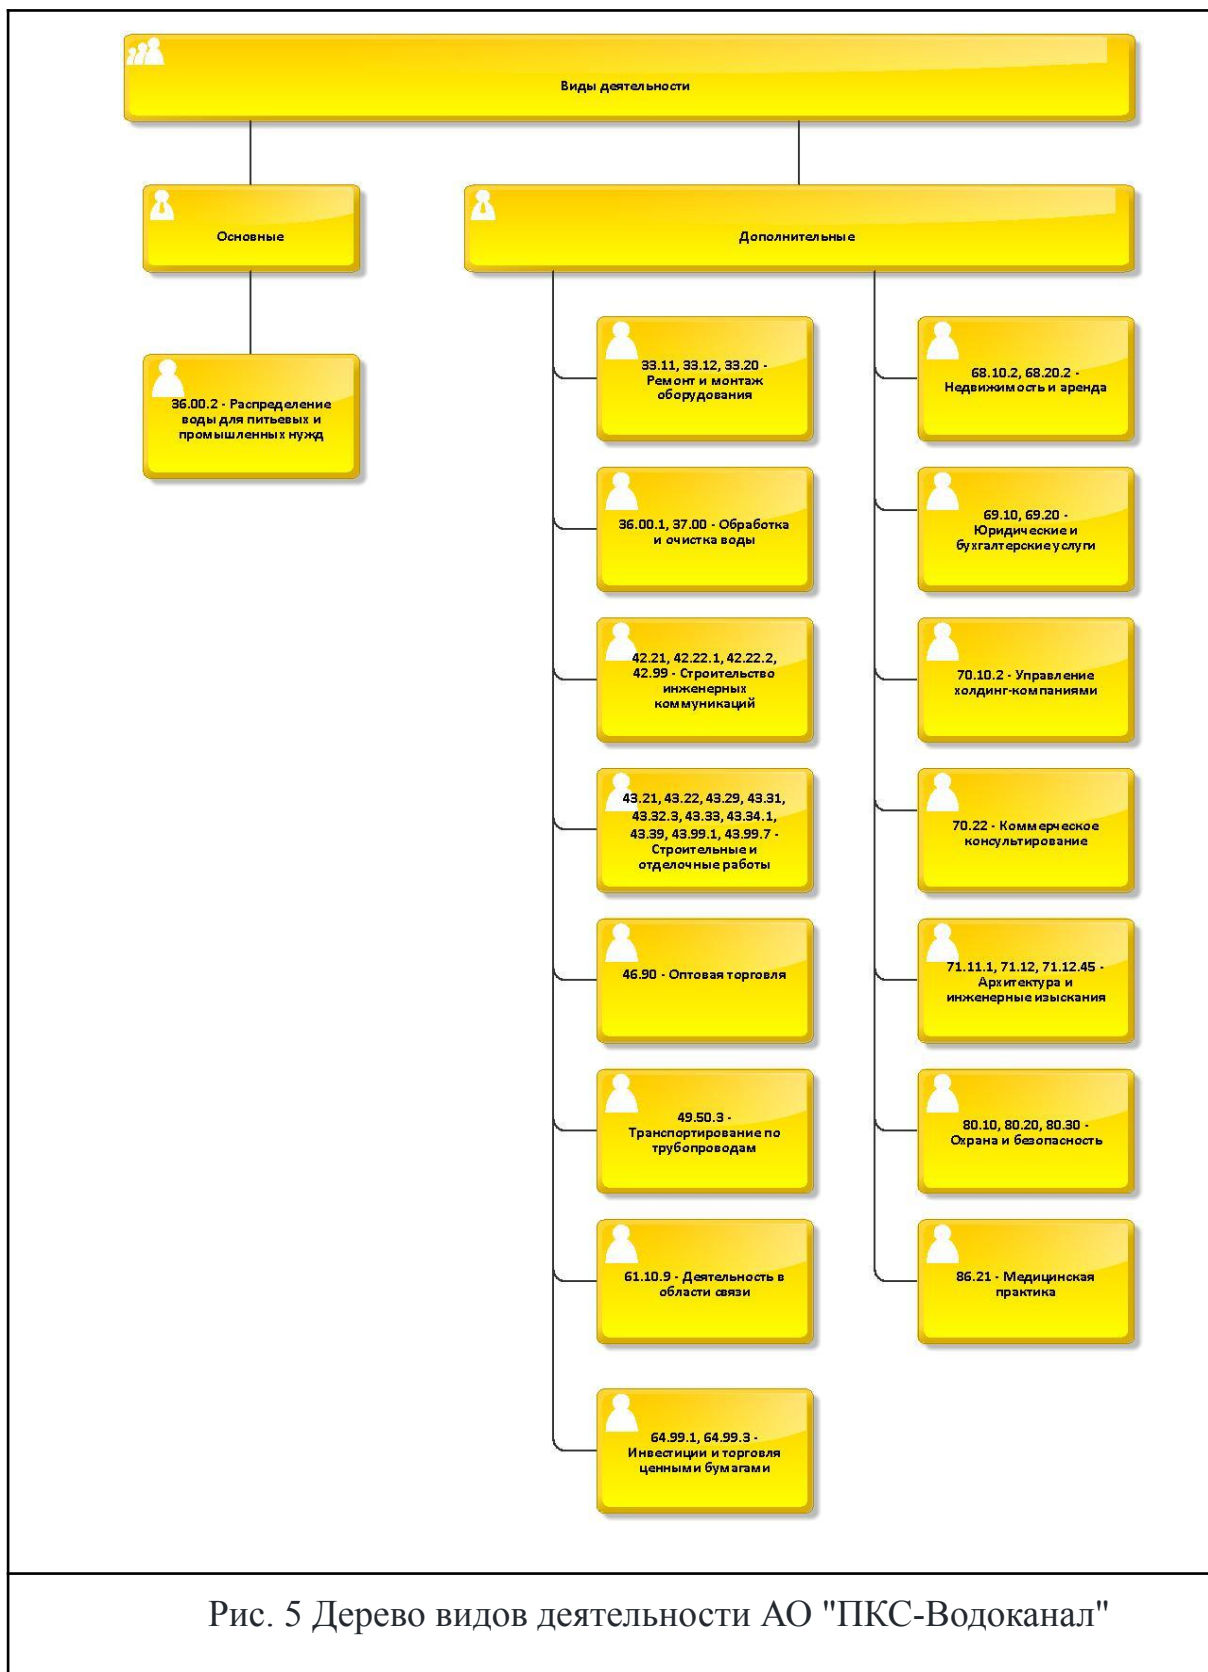 Виды деятельности
Основные
Дополнительные
36.00.2 - Распределение
воды для питьевых и
промышленных нужд
33.11, 33.12, 33.20 -
Ремонт и монтаж
оборудования
36.00.1, 37.00 - Обработка
и очистка воды
42.21, 42.22.1, 42.22.2,
42.99 - Строительство
инженерных
коммуникаций
43.21, 43.22, 43.29, 43.31,
43.32.3, 43.33, 43.34.1,
43.39, 43.99.1, 43.99.7 -
Строительные и
отделочные работы
46.90 - Оптовая торговля
49.50.3 -
Транспортирование по
трубопроводам
61.10.9 - Деятельность в
области связи
64.99.1, 64.99.3 -
Инвестиции и торговля
ценными бумагами
68.10.2, 68.20.2 -
Недвижимость и аренда
69.10, 69.20 -
Юридические и
бухгалтерские услуги
70.10.2 - Управление
холдинг-компаниями
70.22 - Коммерческое
консультирование
71.11.1, 71.12, 71.12.45 -
Архитектура и
инженерные изыскания
80.10, 80.20, 80.30 -
Охрана и безопасность
86.21 - Медицинская
практика
Рис. 5 Дерево видов деятельности АО "ПКС-Водоканал"